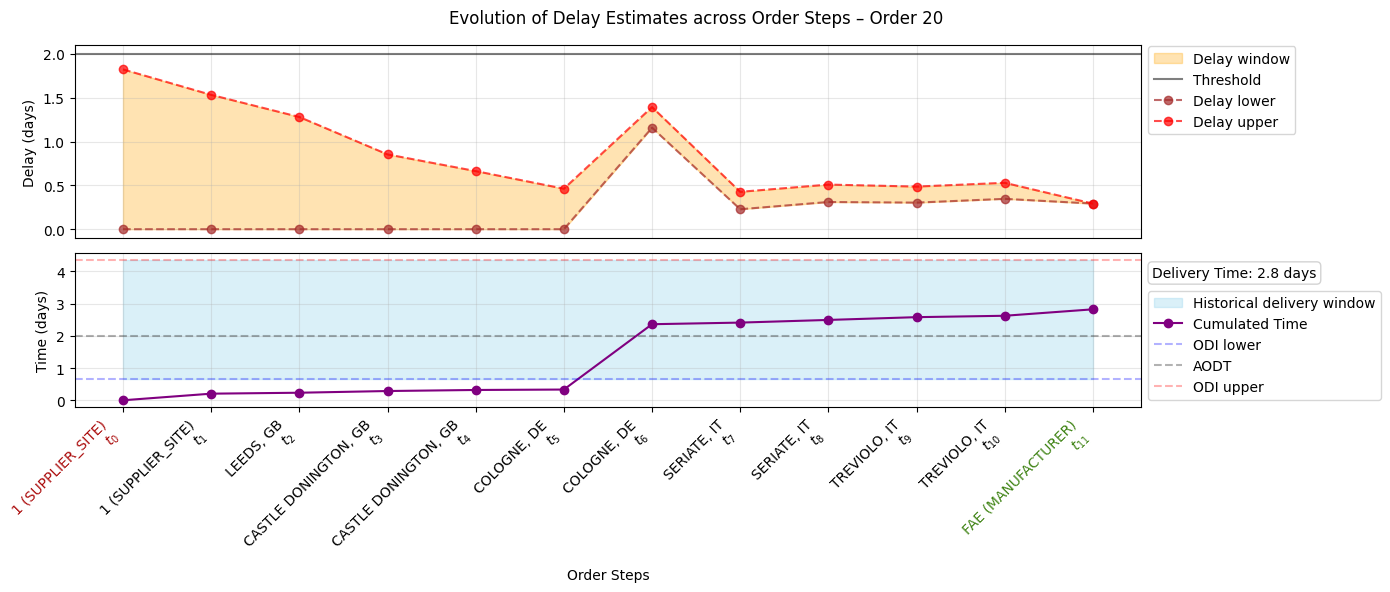 Evolution of Delay Estimates across Order Steps – Order 20
Delay (days)
2.0
1.5
1.0
0.5
0.0
Delay window
Threshold
Delay lower
Delay upper
Time (days)
4
3
2
1
0
Delivery Time: 2.8 days
Historical delivery window
Cumulated Time
ODI lower
AODT
ODI upper
1 (SUPPLIER_SITE)
t₀
1 (SUPPLIER_SITE)
t₁
LEEDS, GB
t₂
CASTLE DONINGTON, GB
t₃
CASTLE DONINGTON, GB
t₄
COLOGNE, DE
t₅
COLOGNE, DE
t₆
SERIATE, IT
t₇
SERIATE, IT
t₈
TREVIOLO, IT
t₉
TREVIOLO, IT
t₁₀
FAE (MANUFACTURER)
t₁₁
Order Steps